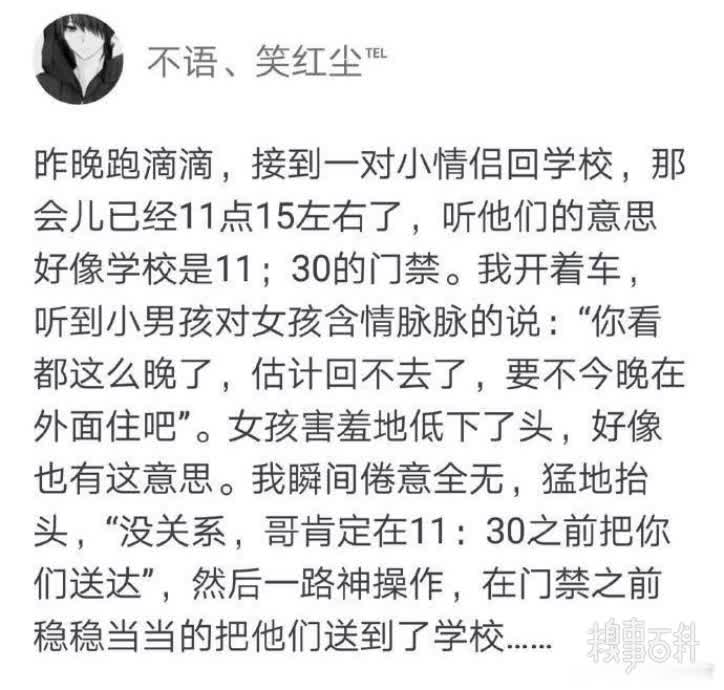 不语、笑红尘℡
昨晚跑滴滴，接到一对小情侣回学校，那
会儿已经11点15左右了，听他们的意思
好像学校是11；30的门禁。我开着车，
听到小男孩对女孩含情脉脉的说：“你看
都这么晚了，估计回不去了，要不今晚在
外面住吧”。女孩害羞地低下了头，好像
也有这意思。我瞬间倦意全无，猛地抬
头，“没关系，哥肯定在11：30之前把你
们送达”，然后一路神操作，在门禁之前
稳稳当当的把他们送到了学校……
糗事百科